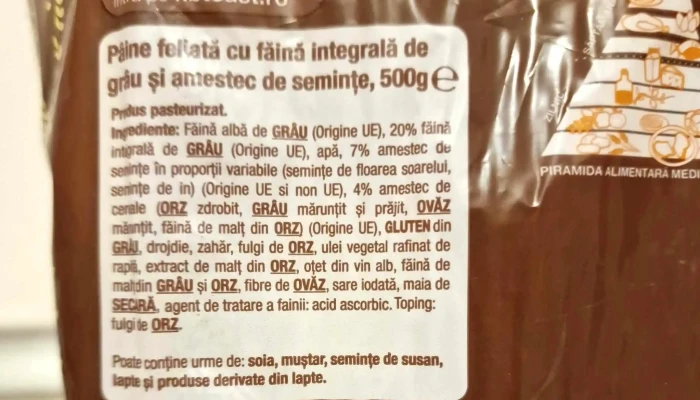 Pâine feliată cu făină integrală de
grâu și amestec de semințe, 500g e
Produs pasteurizat.
Ingrediente: Făină albă de GRÂU (Origine UE), 20% făină
integrală de GRÂU (Origine UE), apă, 7% amestec de
semințe în proporții variabile (semințe de floarea soarelui,
semințe de in) (Origine UE si non UE), 4% amestec de
cereale (ORZ zdrobit, GRÂU mărunțit și prăjit, OVĂZ
mărunțit, făină de malț din ORZ) (Origine UE), GLUTEN din
GRÂU, drojdie, zahăr, fulgi de ORZ, ulei vegetal rafinat de
rapiță, extract de malț din ORZ, oțet din vin alb, făină de
malț din GRÂU și ORZ, fibre de OVĂZ, sare iodată, maia de
SECARĂ, agent de tratare a fainii: acid ascorbic. Toping:
fulgi de ORZ.
Poate conține urme de: soia, muștar, semințe de susan,
lapte și produse derivate din lapte.
PIRAMIDA ALIMENTARĂ